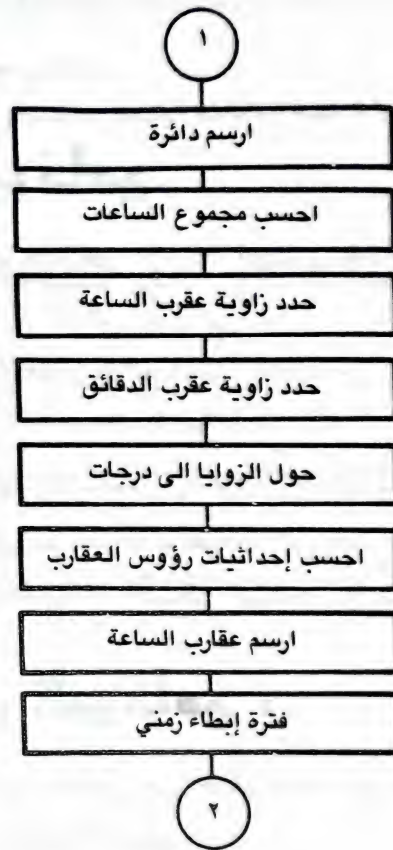 ١
ارسم دائرة
احسب مجموع الساعات
حدد زاوية عقرب الساعة
حدد زاوية عقرب الدقائق
حول الزوايا الى درجات
احسب إحداثيات رؤوس العقارب
ارسم عقارب الساعة
فترة إبطاء زمني
٢